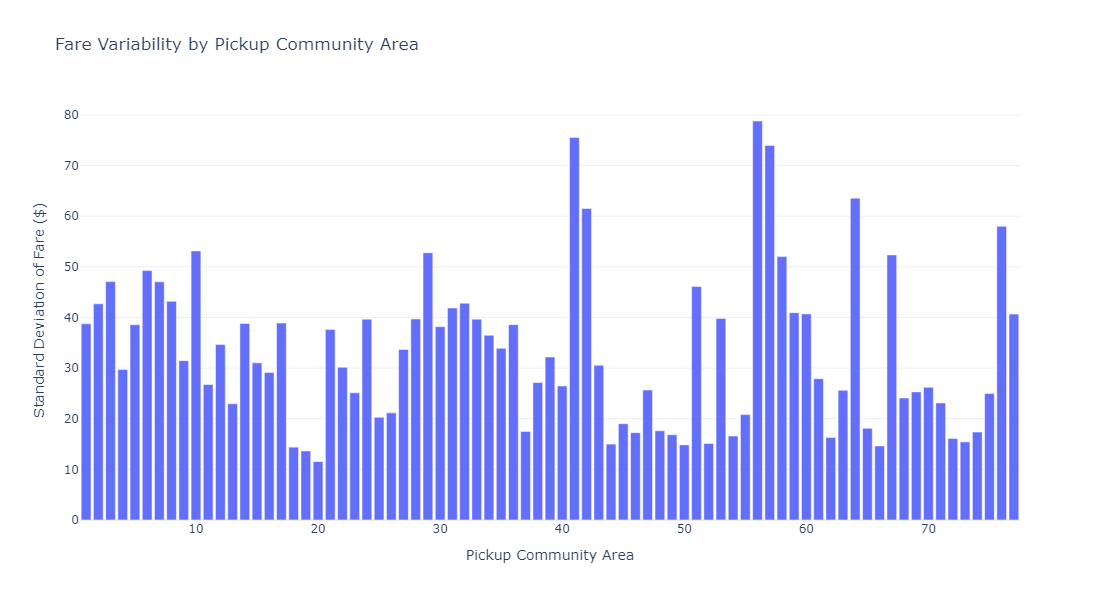 Fare Variability by Pickup Community Area
80
70
60
50
40
30
20
10
0
Standard Deviation of Fare ($)
10 20 30 40 50 60 70
Pickup Community Area